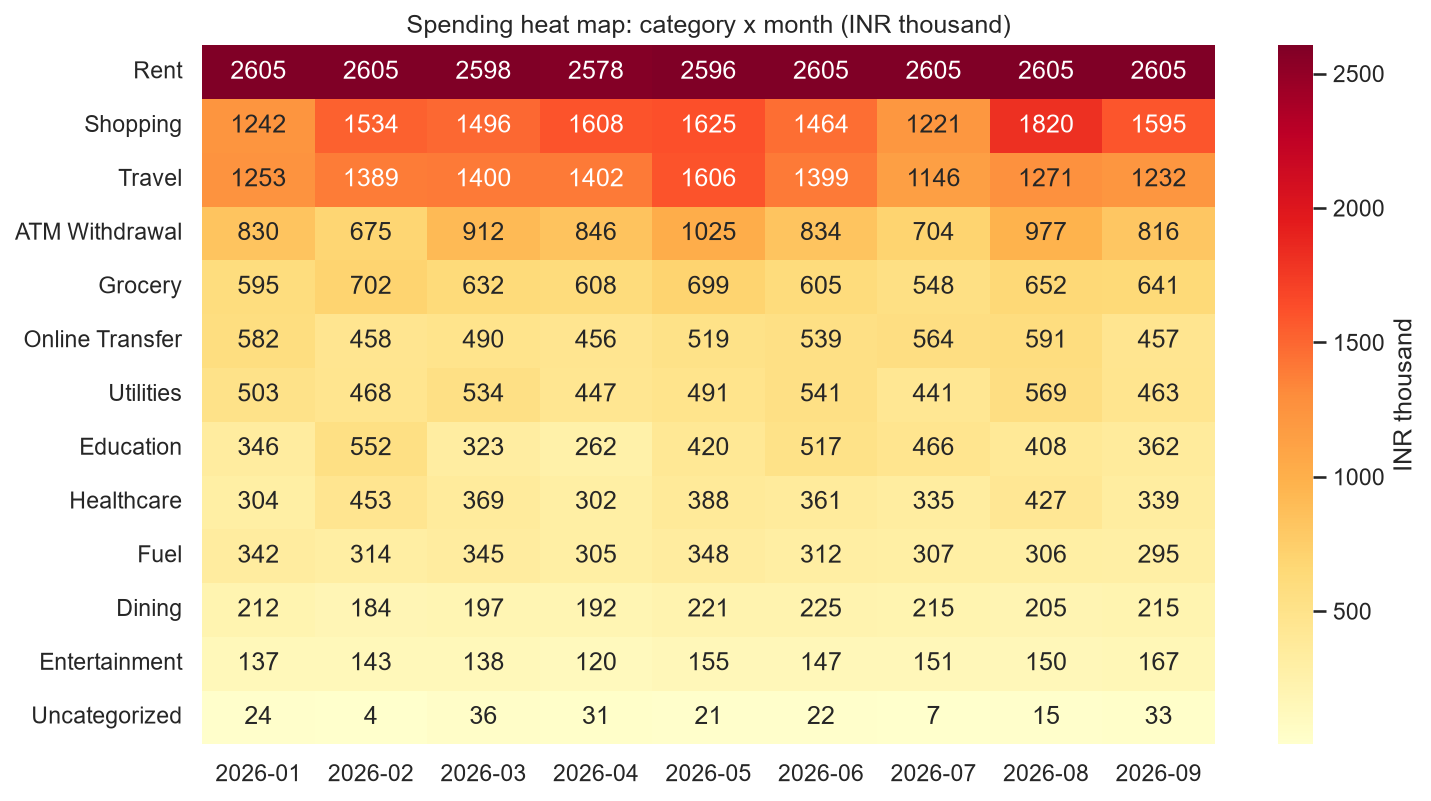 Spending heat map: category x month (INR thousand)
Rent 2605 2605 2598 2578 2596 2605 2605 2605 2605
Shopping 1242 1534 1496 1608 1625 1464 1221 1820 1595
Travel 1253 1389 1400 1402 1606 1399 1146 1271 1232
ATM Withdrawal 830 675 912 846 1025 834 704 977 816
Grocery 595 702 632 608 699 605 548 652 641
Online Transfer 582 458 490 456 519 539 564 591 457
Utilities 503 468 534 447 491 541 441 569 463
Education 346 552 323 262 420 517 466 408 362
Healthcare 304 453 369 302 388 361 335 427 339
Fuel 342 314 345 305 348 312 307 306 295
Dining 212 184 197 192 221 225 215 205 215
Entertainment 137 143 138 120 155 147 151 150 167
Uncategorized 24 4 36 31 21 22 7 15 33
2026-01 2026-02 2026-03 2026-04 2026-05 2026-06 2026-07 2026-08 2026-09
2500
2000
1500
1000
500
INR thousand